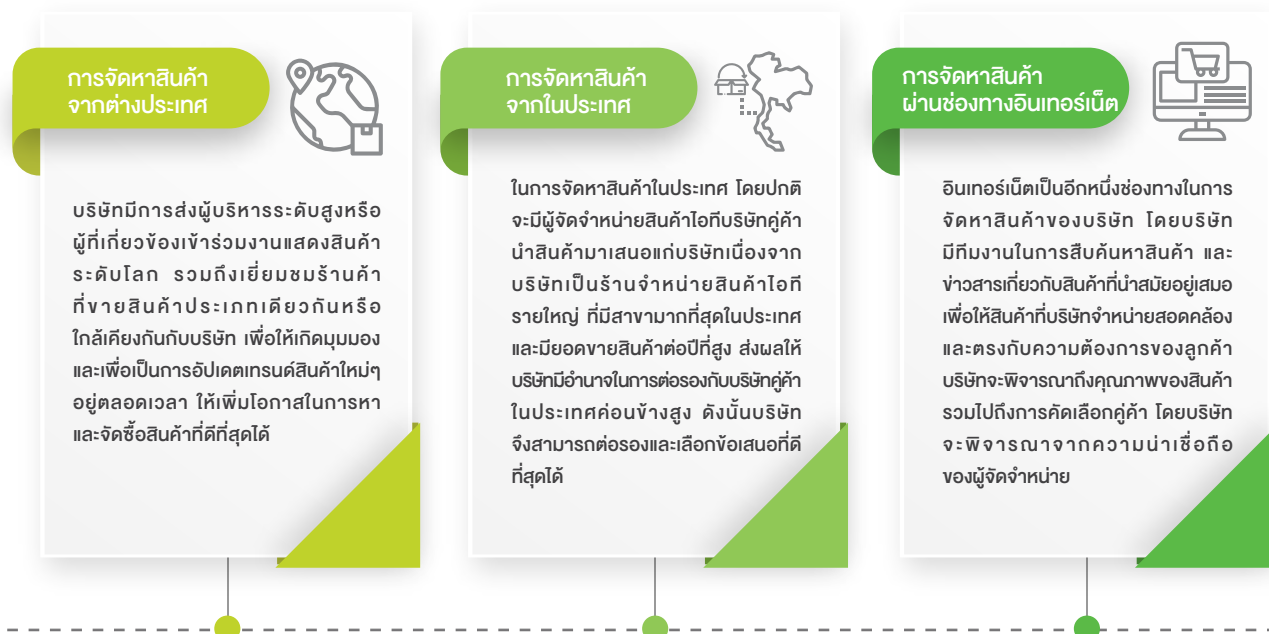 การจัดหาสินค้า
จากต่างประเทศ
บริษัทมีการส่งผู้บริหารระดับสูงหรือ
ผู้ที่เกี่ยวข้องเข้าร่วมงานแสดงสินค้า
ระดับโลก รวมถึงเยี่ยมชมร้านค้า
ที่ขายสินค้าประเภทเดียวกันหรือ
ใกล้เคียงกันกับบริษัท เพื่อให้เกิดมุมมอง
และเพื่อเป็นการอัปเดตเทรนด์สินค้าใหม่ๆ
อยู่ตลอดเวลา ให้เพิ่มโอกาสในการหา
และจัดซื้อสินค้าที่ดีที่สุดได้
การจัดหาสินค้า
จากในประเทศ
ในการจัดหาสินค้าในประเทศ โดยปกติ
จะมีผู้จัดจำหน่ายสินค้าไอทีบริษัทคู่ค้า
นำสินค้ามาเสนอแก่บริษัทเนื่องจาก
บริษัทเป็นร้านจำหน่ายสินค้าไอที
รายใหญ่ ที่มีสาขามากที่สุดในประเทศ
และมียอดขายสินค้าต่อปีที่สูง ส่งผลให้
บริษัทมีอำนาจในการต่อรองกับบริษัทคู่ค้า
ในประเทศค่อนข้างสูง ดังนั้นบริษัท
จึงสามารถต่อรองและเลือกข้อเสนอที่ดี
ที่สุดได้
การจัดหาสินค้า
ผ่านช่องทางอินเทอร์เน็ต
อินเทอร์เน็ตเป็นอีกหนึ่งช่องทางในการ
จัดหาสินค้าของบริษัท โดยบริษัท
มีทีมงานในการสืบค้นหาสินค้า และ
ข่าวสารเกี่ยวกับสินค้าที่นำสมัยอยู่เสมอ
เพื่อให้สินค้าที่บริษัทจำหน่ายสอดคล้อง
และตรงกับความต้องการของลูกค้า
บริษัทจะพิจารณาถึงคุณภาพของสินค้า
รวมไปถึงการคัดเลือกคู่ค้า โดยบริษัท
จะพิจารณาจากความน่าเชื่อถือ
ของผู้จัดจำหน่าย